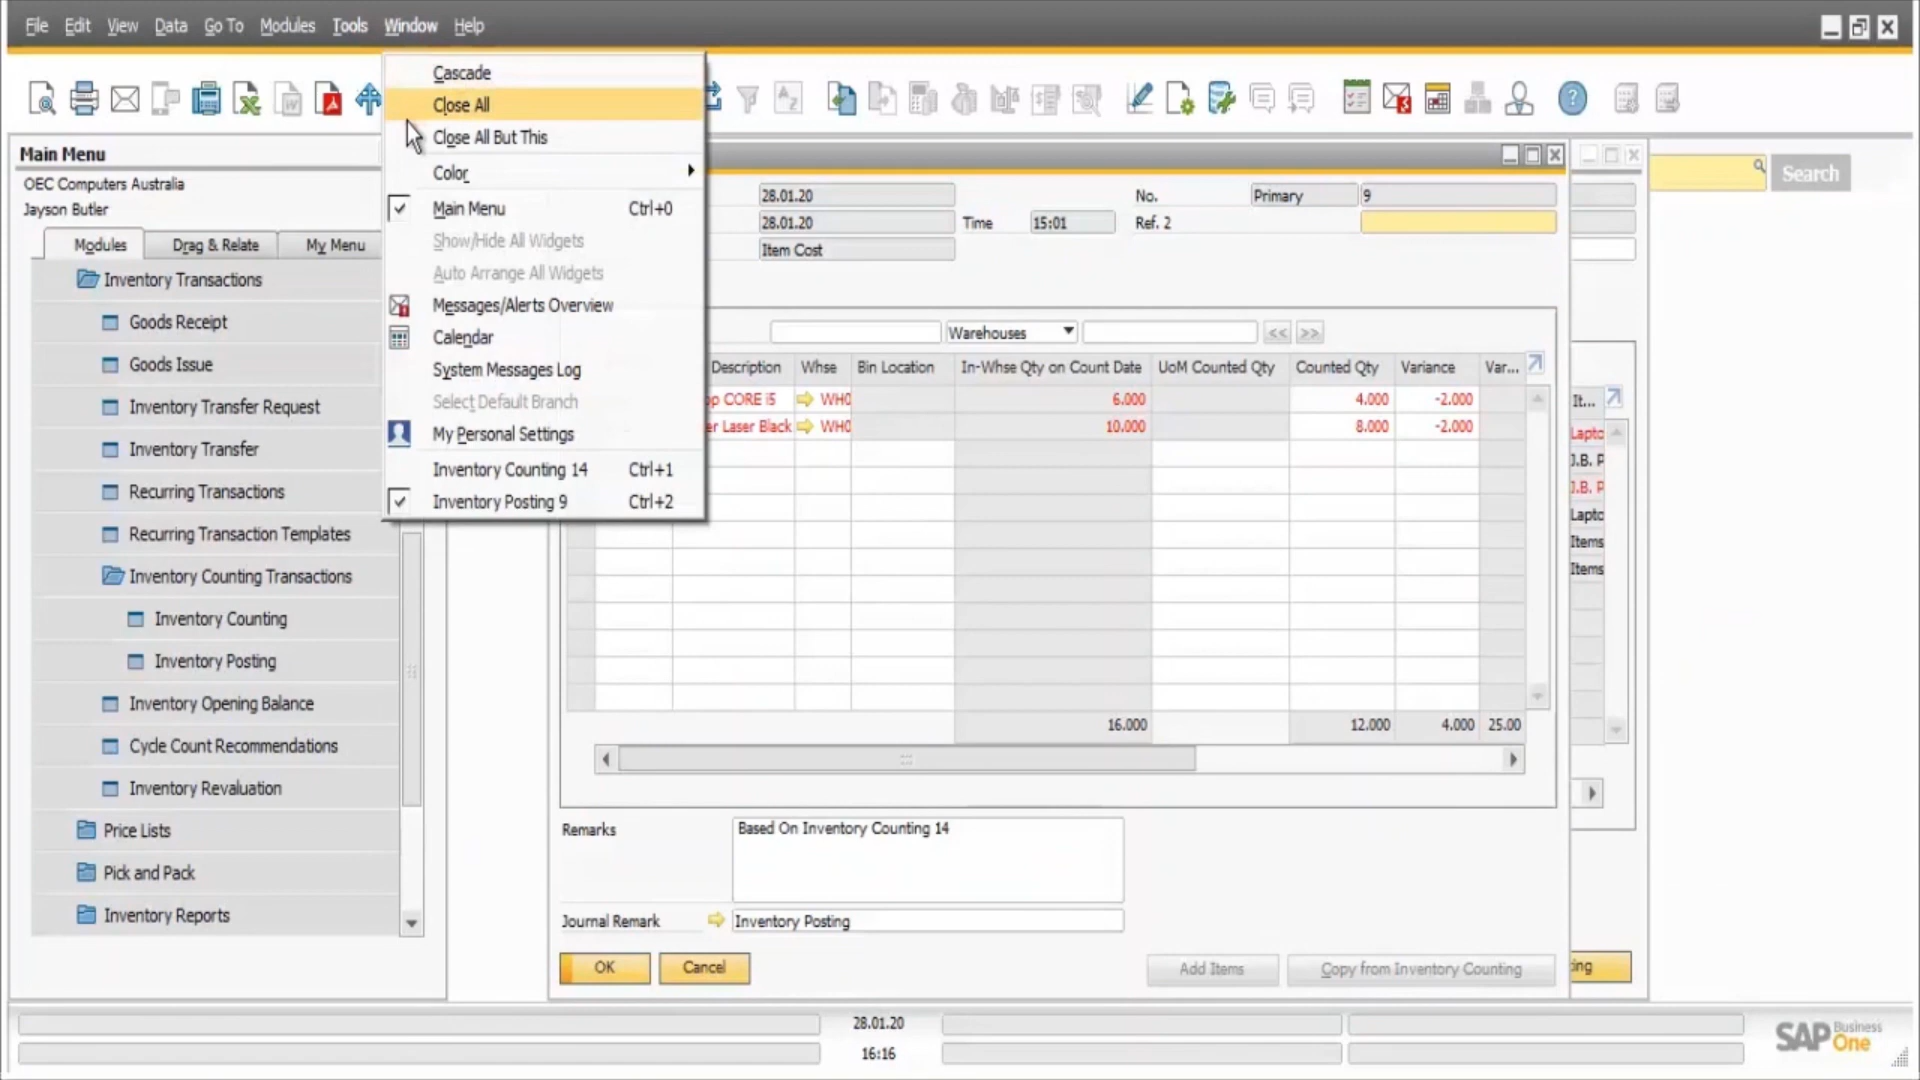 File Edit View Data Go To Modules Tools Window Help
Cascade
Close All
Close All But This
Color
Main Menu Ctrl+0
Show/Hide All Widgets
Auto Arrange All Widgets
Messages/Alerts Overview
Calendar
System Messages Log
Select Default Branch
My Personal Settings
Inventory Counting 14 Ctrl+1
Inventory Posting 9 Ctrl+2
Main Menu
OEC Computers Australia
Jayson Butler
Modules Drag & Relate My Menu
Inventory Transactions
Goods Receipt
Goods Issue
Inventory Transfer Request
Inventory Transfer
Recurring Transactions
Recurring Transaction Templates
Inventory Counting Transactions
Inventory Counting
Inventory Posting
Inventory Opening Balance
Cycle Count Recommendations
Inventory Revaluation
Price Lists
Pick and Pack
Inventory Reports
Search
28.01.20 No. Primary 9
28.01.20 Time 15:01 Ref. 2
Item Cost
Warehouses << >>
Description Whse Bin Location In-Whse Qty on Count Date UoM Counted Qty Counted Qty Variance Var...
op CORE i5 WH0 6.000 4.000 -2.000
er Laser Black WH0 10.000 8.000 -2.000
16.000 12.000 4.000 25.00
It...
Lapto
J.B. P
J.B. P
Lapto
Items
Items
Remarks Based On Inventory Counting 14
Journal Remark Inventory Posting
OK Cancel Add Items Copy from Inventory Counting
ing
28.01.20
16:16
SAP Business One